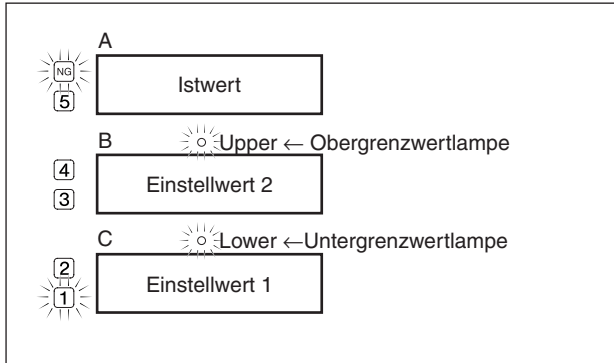 A
NG
Istwert
5
B
Upper ← Obergrenzwertlampe
4
Einstellwert 2
3
C
Lower ←Untergrenzwertlampe
2
Einstellwert 1
1